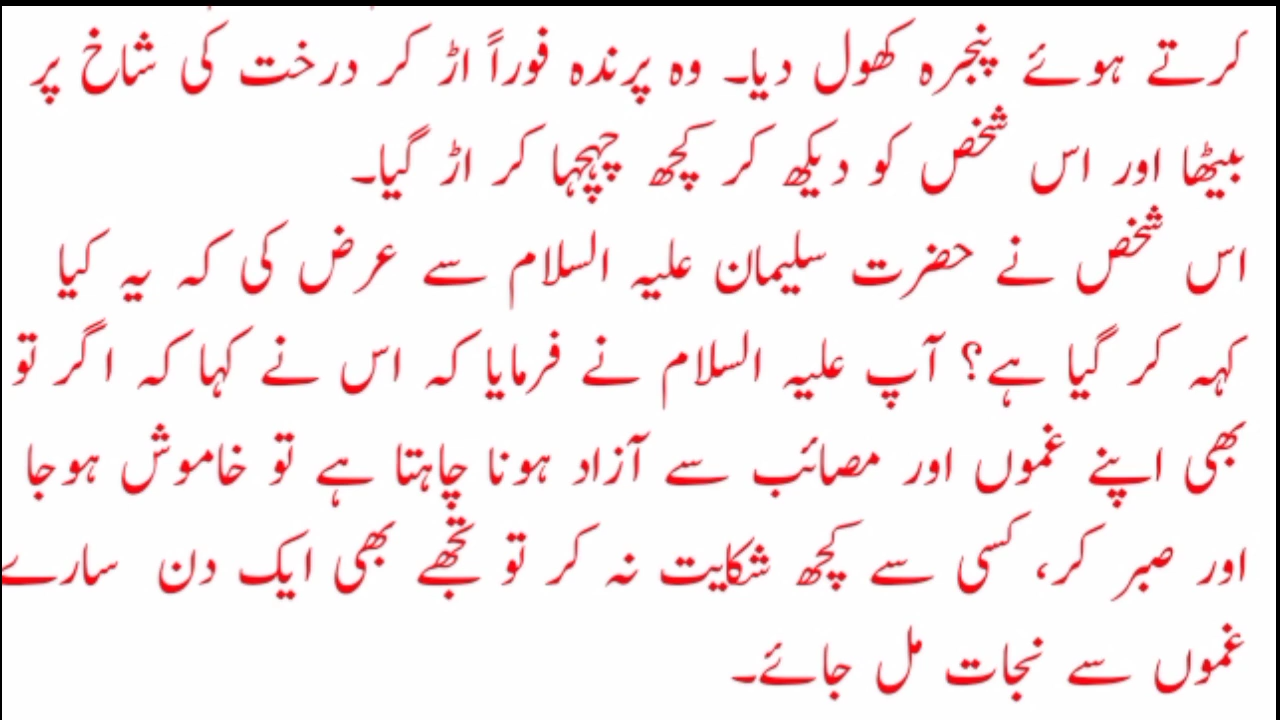 کرتے ہوئے پنجرہ کھول دیا۔ وہ پرندہ فوراً اڑ کر درخت کی شاخ پر
بیٹھا اور اس شخص کو دیکھ کر کچھ چہچہا کر اڑ گیا۔
اس شخص نے حضرت سلیمان علیہ السلام سے عرض کی کہ یہ کیا
کہہ کر گیا ہے؟ آپ علیہ السلام نے فرمایا کہ اس نے کہا کہ اگر تو
بھی اپنے غموں اور مصائب سے آزاد ہونا چاہتا ہے تو خاموش ہوجا
اور صبر کر، کسی سے کچھ شکایت نہ کر تو تجھے بھی ایک دن سارے
غموں سے نجات مل جائے۔